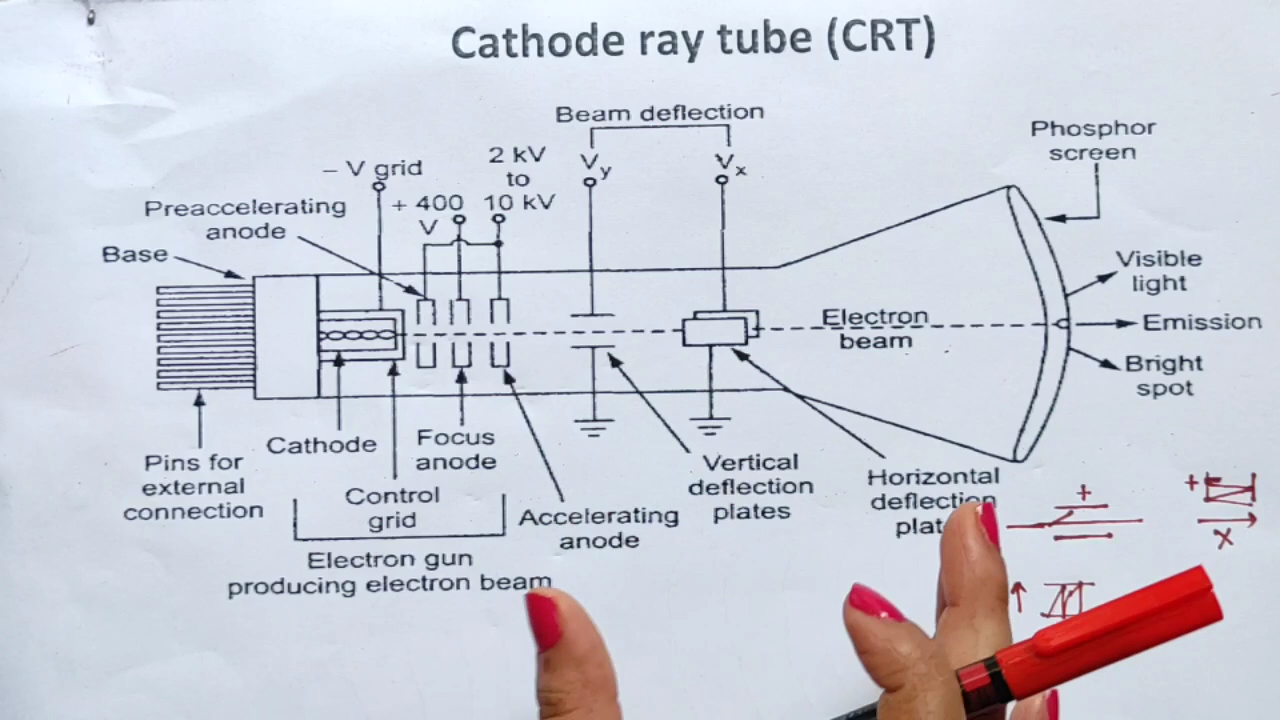 Cathode ray tube (CRT)
Beam deflection
Phosphor
screen
– V grid
2 kV
to
10 kV
Vy
Vx
+ 400
V
Preaccelerating
anode
Base
Visible
light
Electron
beam
Emission
Bright
spot
Cathode
Focus
anode
Pins for
external
connection
Control
grid
Accelerating
anode
Vertical
deflection
plates
Horizontal
deflection
Electron gun
producing electron beam
+
+
X